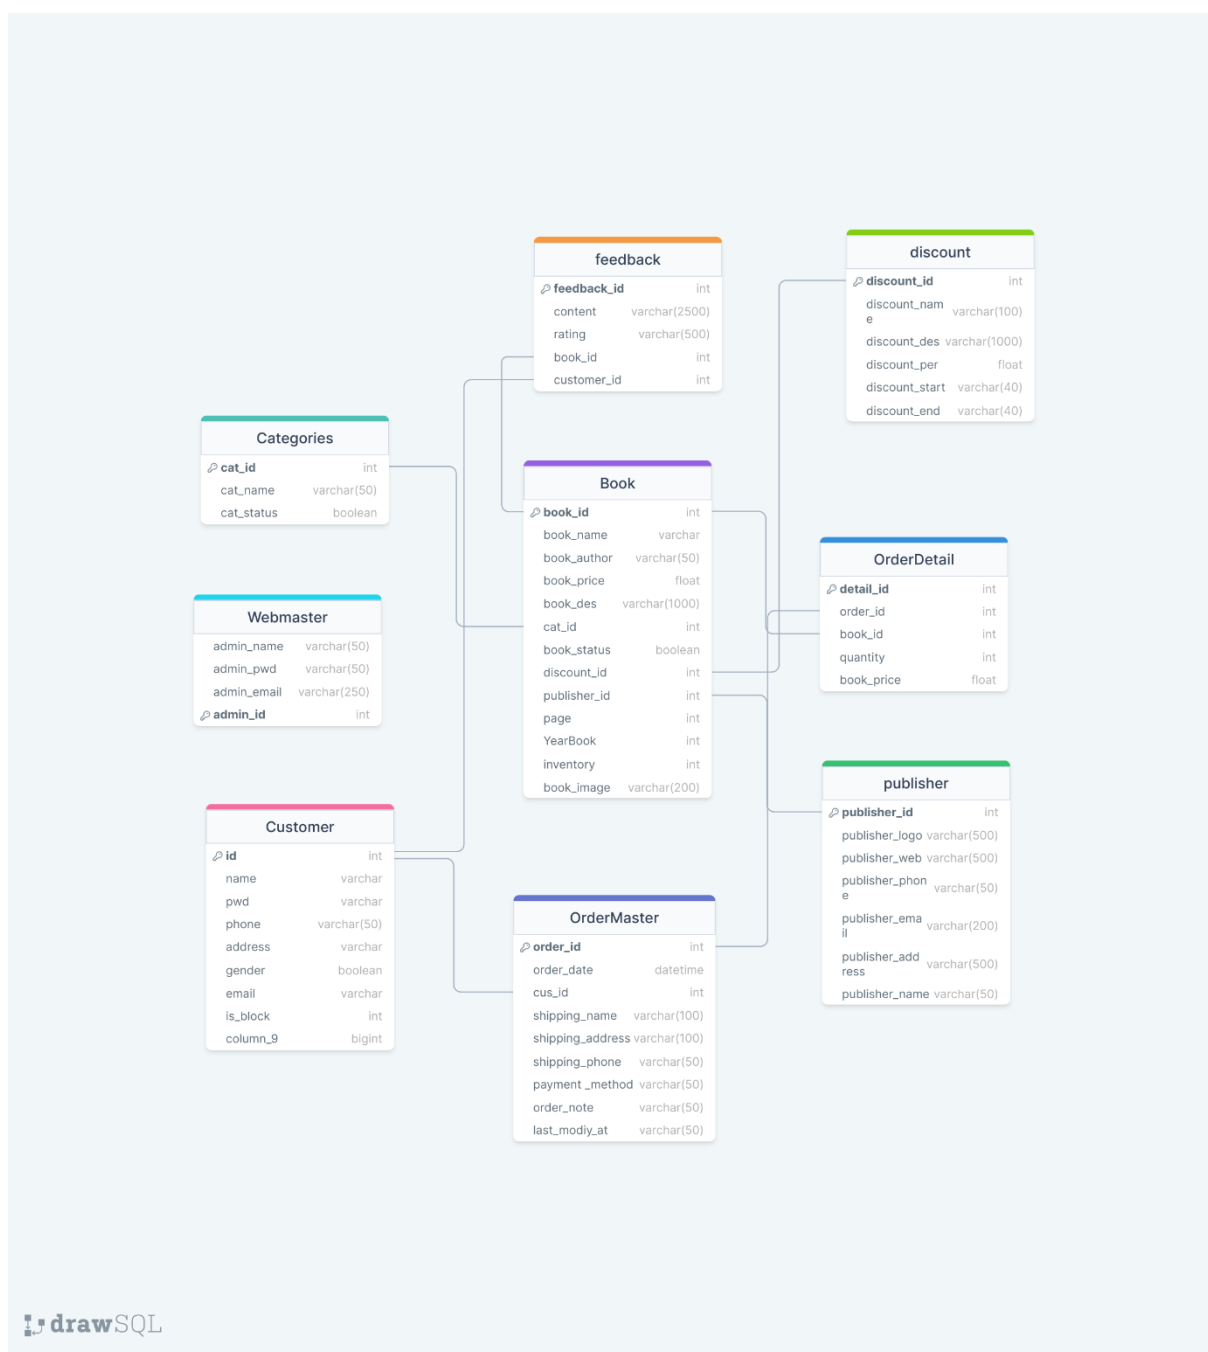 feedback
feedback_id int
content varchar(2500)
rating varchar(500)
book_id int
customer_id int
discount
discount_id int
discount_nam
e varchar(100)
discount_des varchar(1000)
discount_per float
discount_start varchar(40)
discount_end varchar(40)
Categories
cat_id int
cat_name varchar(50)
cat_status boolean
Book
book_id int
book_name varchar
book_author varchar(50)
book_price float
book_des varchar(1000)
cat_id int
book_status boolean
discount_id int
publisher_id int
page int
YearBook int
inventory int
book_image varchar(200)
OrderDetail
detail_id int
order_id int
book_id int
quantity int
book_price float
Webmaster
admin_name varchar(50)
admin_pwd varchar(50)
admin_email varchar(250)
admin_id int
publisher
publisher_id int
publisher_logo varchar(500)
publisher_web varchar(500)
publisher_phon
e varchar(50)
publisher_ema
il varchar(200)
publisher_add
ress varchar(500)
publisher_name varchar(50)
Customer
id int
name varchar
pwd varchar
phone varchar(50)
address varchar
gender boolean
email varchar
is_block int
column_9 bigint
OrderMaster
order_id int
order_date datetime
cus_id int
shipping_name varchar(100)
shipping_address varchar(100)
shipping_phone varchar(50)
payment _method varchar(50)
order_note varchar(50)
last_modiy_at varchar(50)
drawSQL